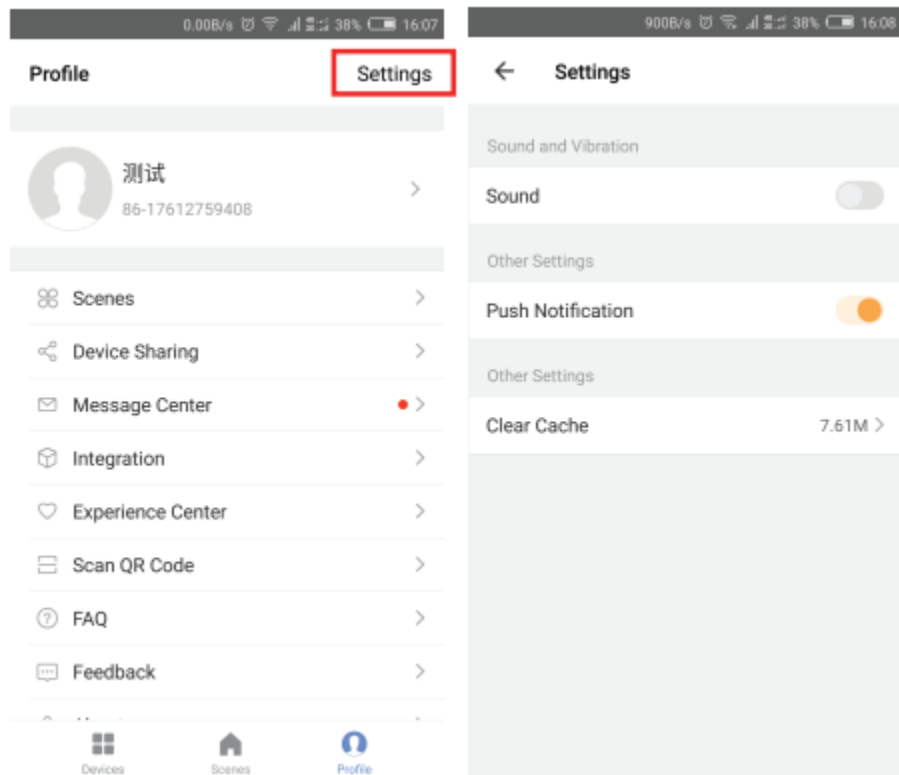 0.00B/s 38% 16:07
Profile
Settings
测试
86-17612759408
Scenes
Device Sharing
Message Center
Integration
Experience Center
Scan QR Code
FAQ
Feedback
Devices
Scenes
Profile
900B/s 38% 16:08
Settings
Sound and Vibration
Sound
Other Settings
Push Notification
Other Settings
Clear Cache
7.61M